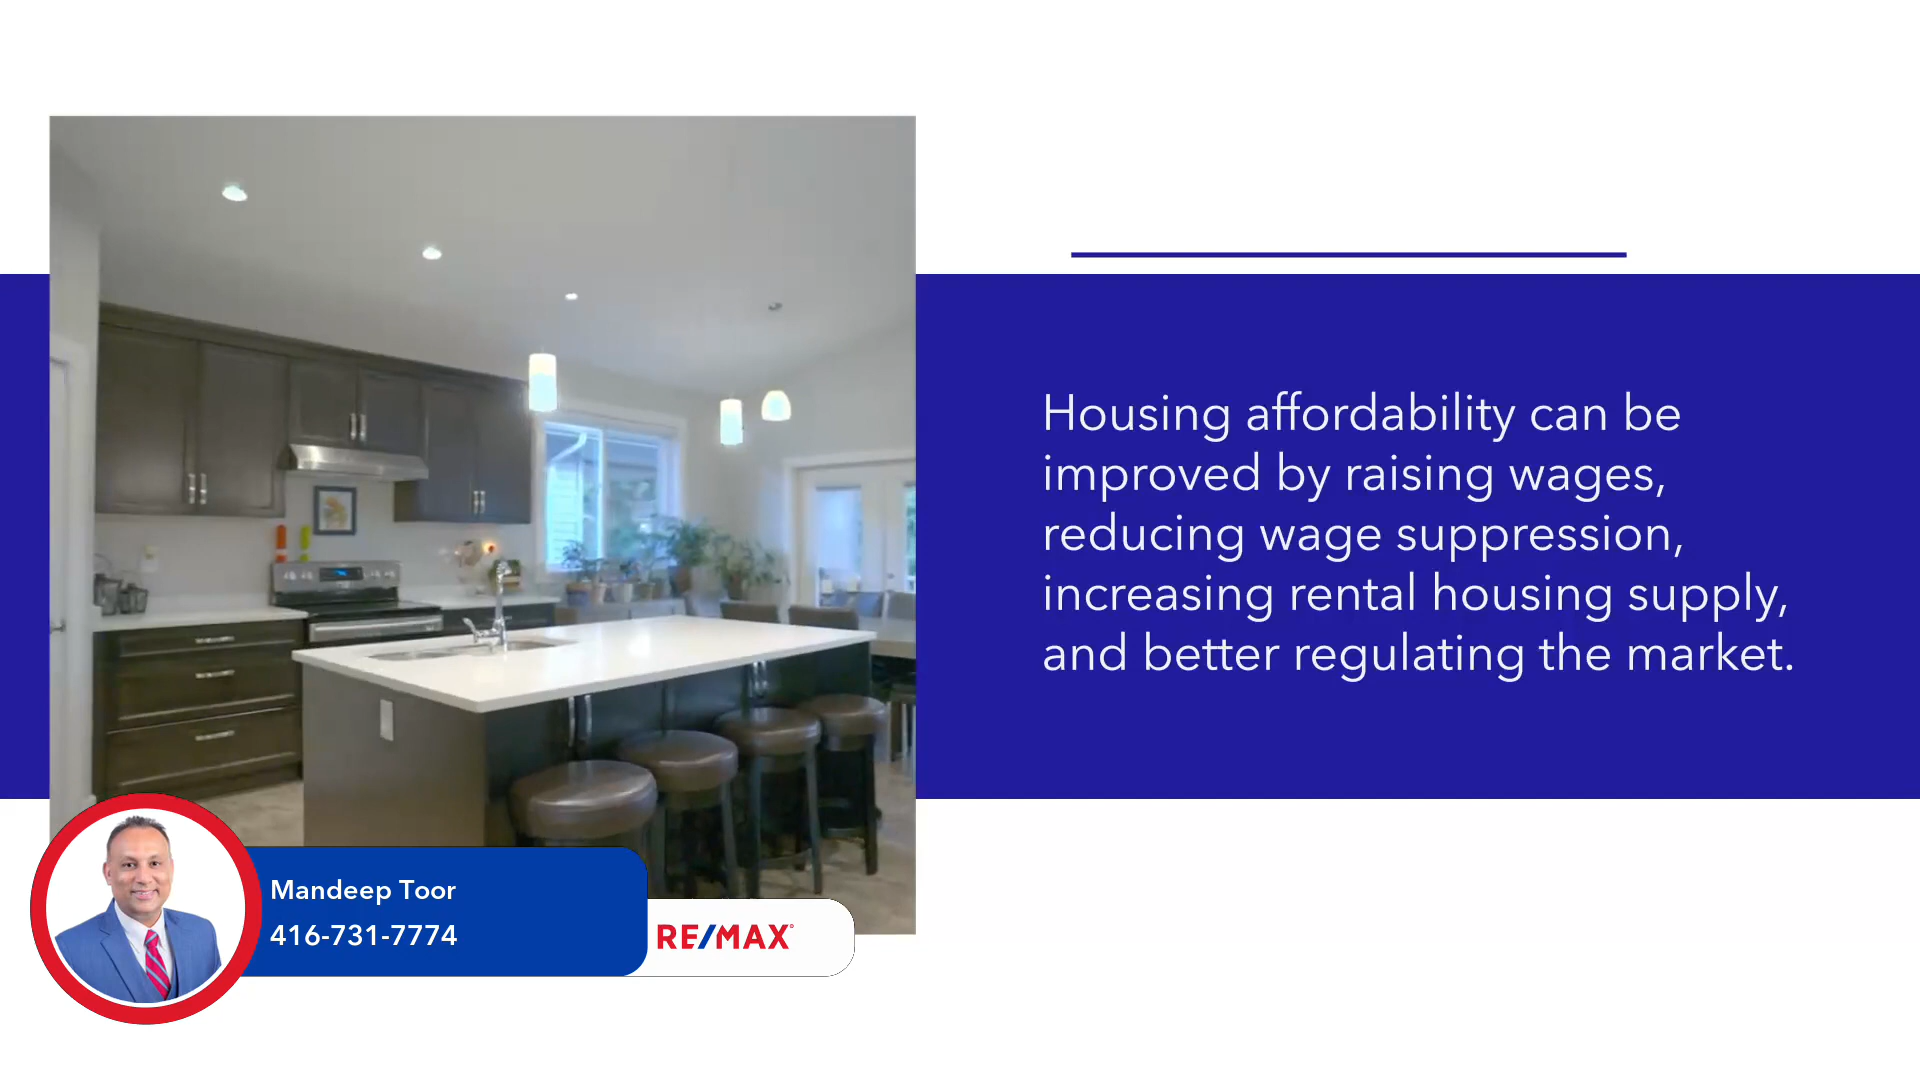 Housing affordability can be
improved by raising wages,
reducing wage suppression,
increasing rental housing supply,
and better regulating the market.
Mandeep Toor
416-731-7774
RE/MAX